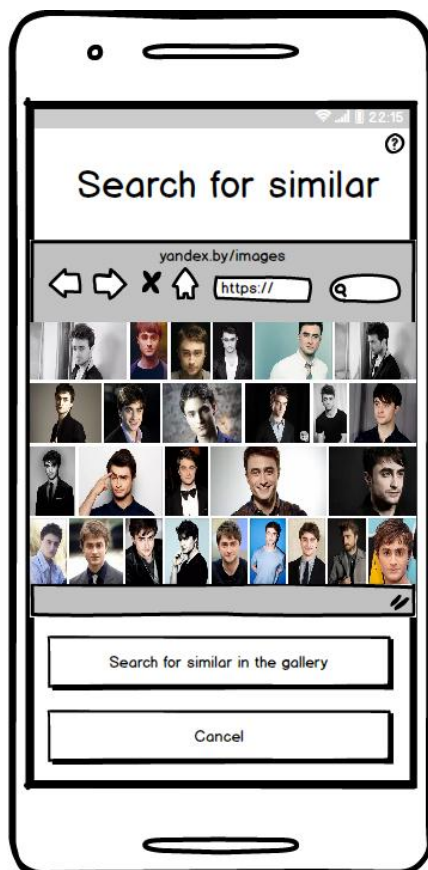 22:15
?
Search for similar
yandex.by/images
https://
Search for similar in the gallery
Cancel